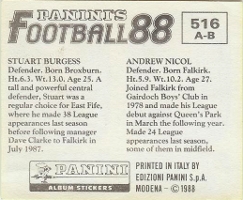 PANINI'S
FOOTBALL 88
516
A-B
STUART BURGESS
Defender. Born Broxburn.
Ht.6.3. Wt.13.0. Age 25. A
tall and powerful central
defender, Stuart was a
regular choice for East Fife,
where he made 38 League
appearances last season
before following manager
Dave Clarke to Falkirk in
July 1987.
ANDREW NICOL
Defender. Born Falkirk.
Ht.5.9. Wt.10.2. Age 27.
Joined Falkirk from
Gairdoch Boys' Club in
1978 and made his League
debut against Queen's Park
in March the following year.
Made 24 League
appearances last season,
some of them in midfield.
PANINI
ALBUM STICKERS
PRINTED IN ITALY BY
EDIZIONI PANINI S.p.A.
MODENA - © 1988